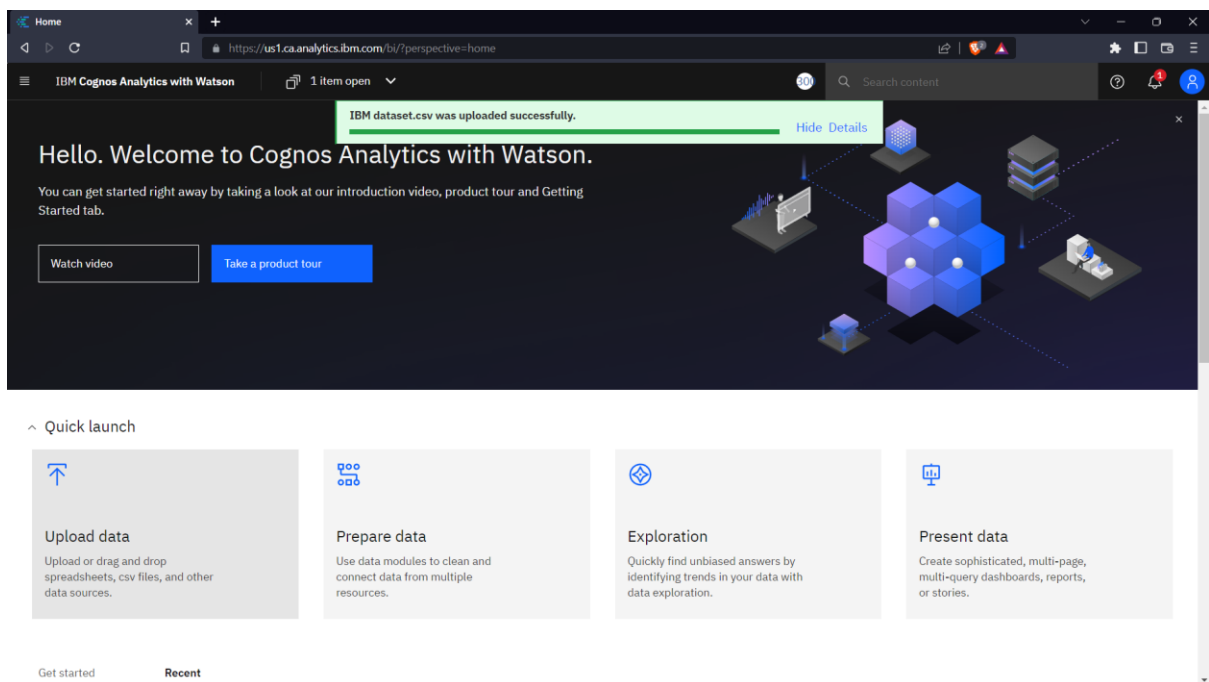 Home
https://us1.ca.analytics.ibm.com/bi/?perspective=home
IBM Cognos Analytics with Watson
1 item open
Search content
1
IBM dataset.csv was uploaded successfully.
Hide Details
Hello. Welcome to Cognos Analytics with Watson.
You can get started right away by taking a look at our introduction video, product tour and Getting
Started tab.
Watch video
Take a product tour
Quick launch
Upload data
Upload or drag and drop
spreadsheets, csv files, and other
data sources.
Prepare data
Use data modules to clean and
connect data from multiple
resources.
Exploration
Quickly find unbiased answers by
identifying trends in your data with
data exploration.
Present data
Create sophisticated, multi-page,
multi-query dashboards, reports,
or stories.
Get started
Recent